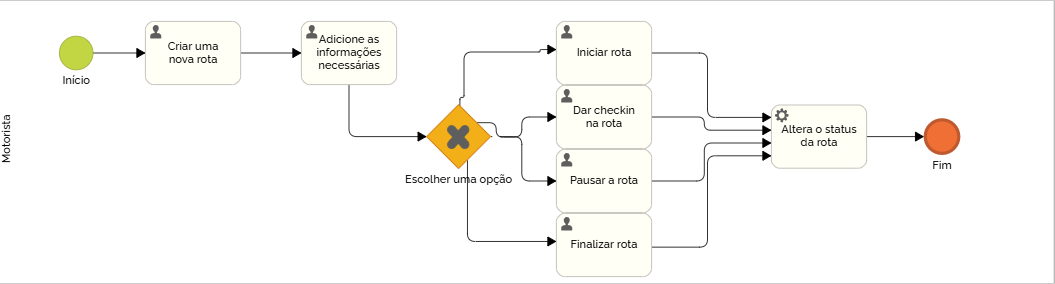 Motorista
Início
Criar uma
nova rota
Adicione as
informações
necessárias
Escolher uma opção
Iniciar rota
Dar checkin
na rota
Pausar a rota
Finalizar rota
Altera o status
da rota
Fim